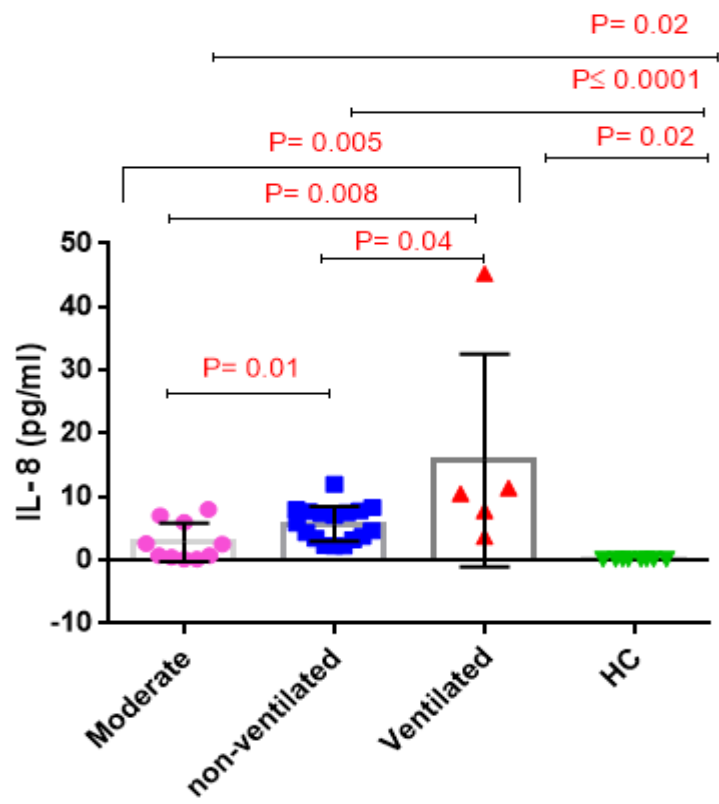 P= 0.02
P≤ 0.0001
P= 0.005
P= 0.02
P= 0.008
P= 0.04
50
40
30
20
10
0
-10
P= 0.01
IL- 8 (pg/ml)
Moderate
non-ventilated
Ventilated
HC